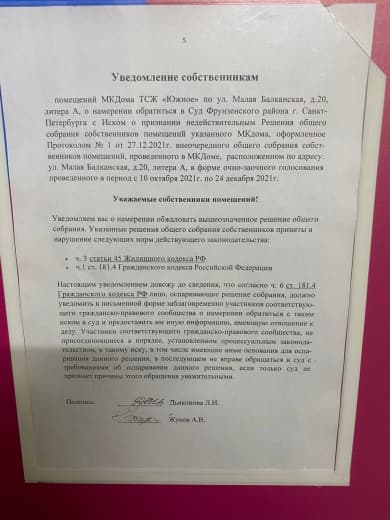 5
Уведомление собственникам
помещений МКДома ТСЖ «Южное» по ул. Малая Балканская, д.20,
литера А, о намерении обратиться в Суд Фрунзенского района г. Санкт-
Петербурга с Иском о признании недействительным Решения общего
собрания собственников помещений указанного МКдома, оформленное
Протоколом № 1 от 27.12.2021г. внеочередного общего собрания собст-
венников помещений, проведенного в МКДоме, расположенном по адресу:
ул. Малая Балканская, д.20, литера А, в форме очно-заочного голосования
проведенного в период с 10 октября 2021г. по 24 декабря 2021г.
Уважаемые собственники помещений!
Уведомляем вас о намерении обжаловать вышеозначенное решение общего
собрания. Указанные решения общего собрания собственников приняты в
нарушение следующих норм действующего законодательства:
• ч. 3 статьи 45 Жилищного кодекса РФ
• ч.1 ст. 181.4 Гражданского кодекса Российской Федерации
Настоящим уведомлением довожу до сведения, что согласно ч. 6 ст. 181.4
Гражданского кодекса РФ лицо, оспаривающее решение собрания, должно
уведомить в письменной форме заблаговременно участников соответствую-
щего гражданско-правового сообщества о намерении обратиться с таким
иском в суд и предоставить им иную информацию, имеющую отношение к
делу. Участники соответствующего гражданско-правового сообщества, не
присоединившиеся в порядке, установленном процессуальным законода-
тельством, к такому иску, в том числе имеющие иные основания для оспа-
ривания данного решения, в последующем не вправе обращаться в суд с
требованиями об оспаривании данного решения, если только суд не
признает причины этого обращения уважительными.
Подпись: Дьяконова Л.И.
Жуков А.В.